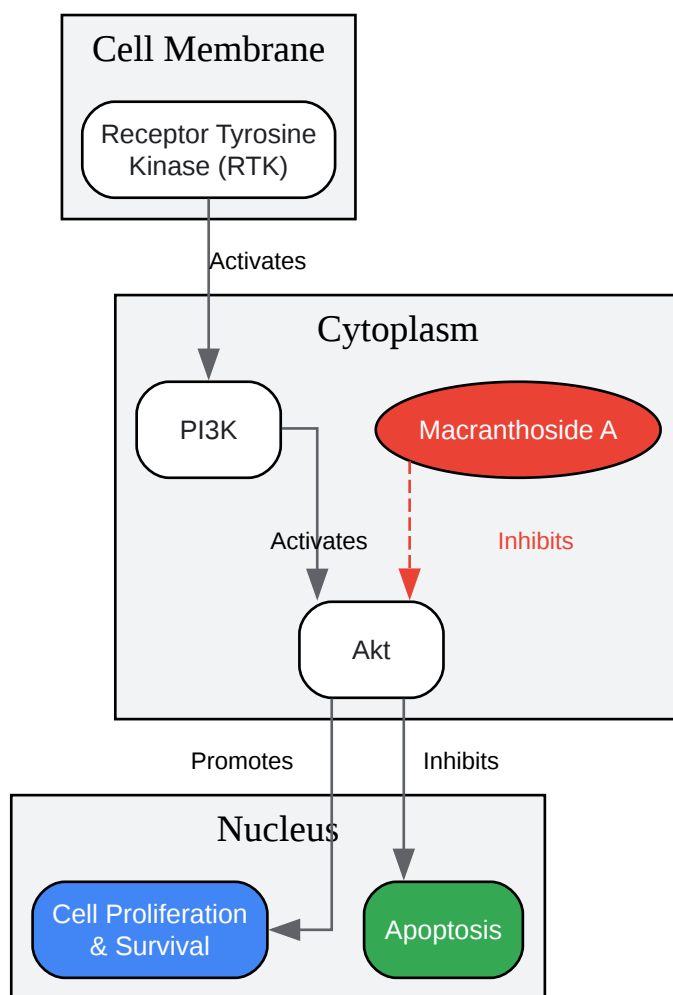 Cell Membrane
Receptor Tyrosine
Kinase (RTK)
Activates
Cytoplasm
PI3K
Macranthoside A
Activates
Inhibits
Akt
Promotes
Inhibits
Nucleus
Cell Proliferation
& Survival
Apoptosis